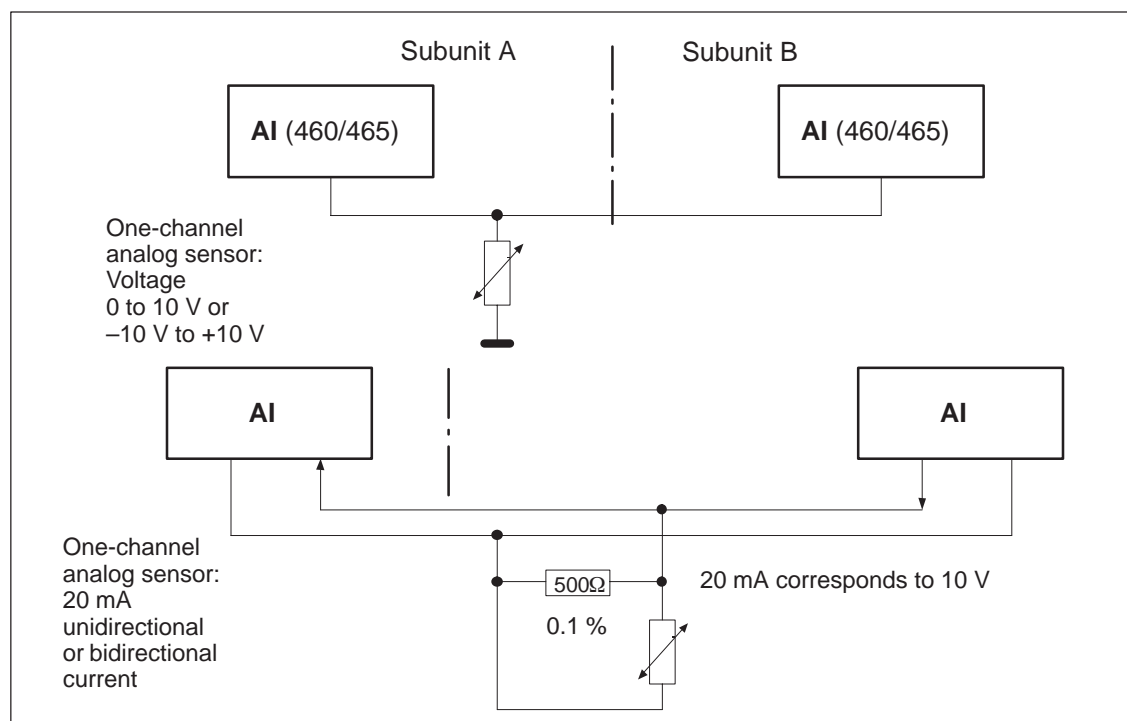 Subunit A
Subunit B
AI (460/465)
AI (460/465)
One-channel
analog sensor:
Voltage
0 to 10 V or
–10 V to +10 V
AI
AI
One-channel
analog sensor:
20 mA
unidirectional
or bidirectional
current
500Ω
0.1 %
20 mA corresponds to 10 V